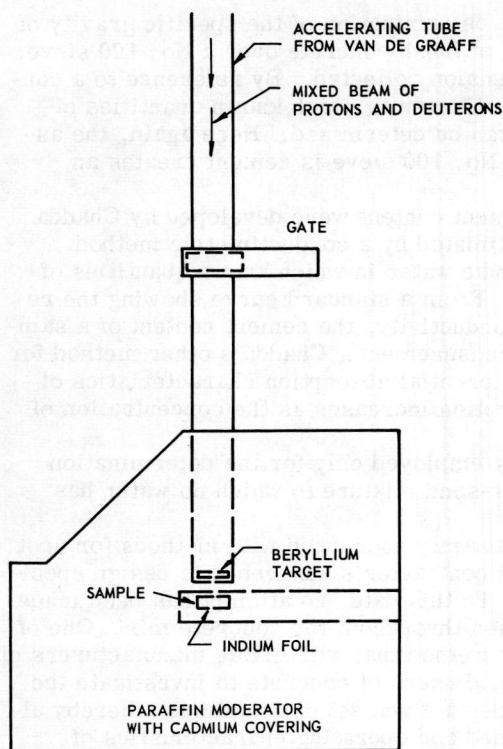 ACCELERATING TUBE
FROM VAN DE GRAAFF
MIXED BEAM OF
PROTONS AND DEUTERONS
GATE
BERYLLIUM
TARGET
SAMPLE
INDIUM FOIL
PARAFFIN MODERATOR
WITH CADMIUM COVERING